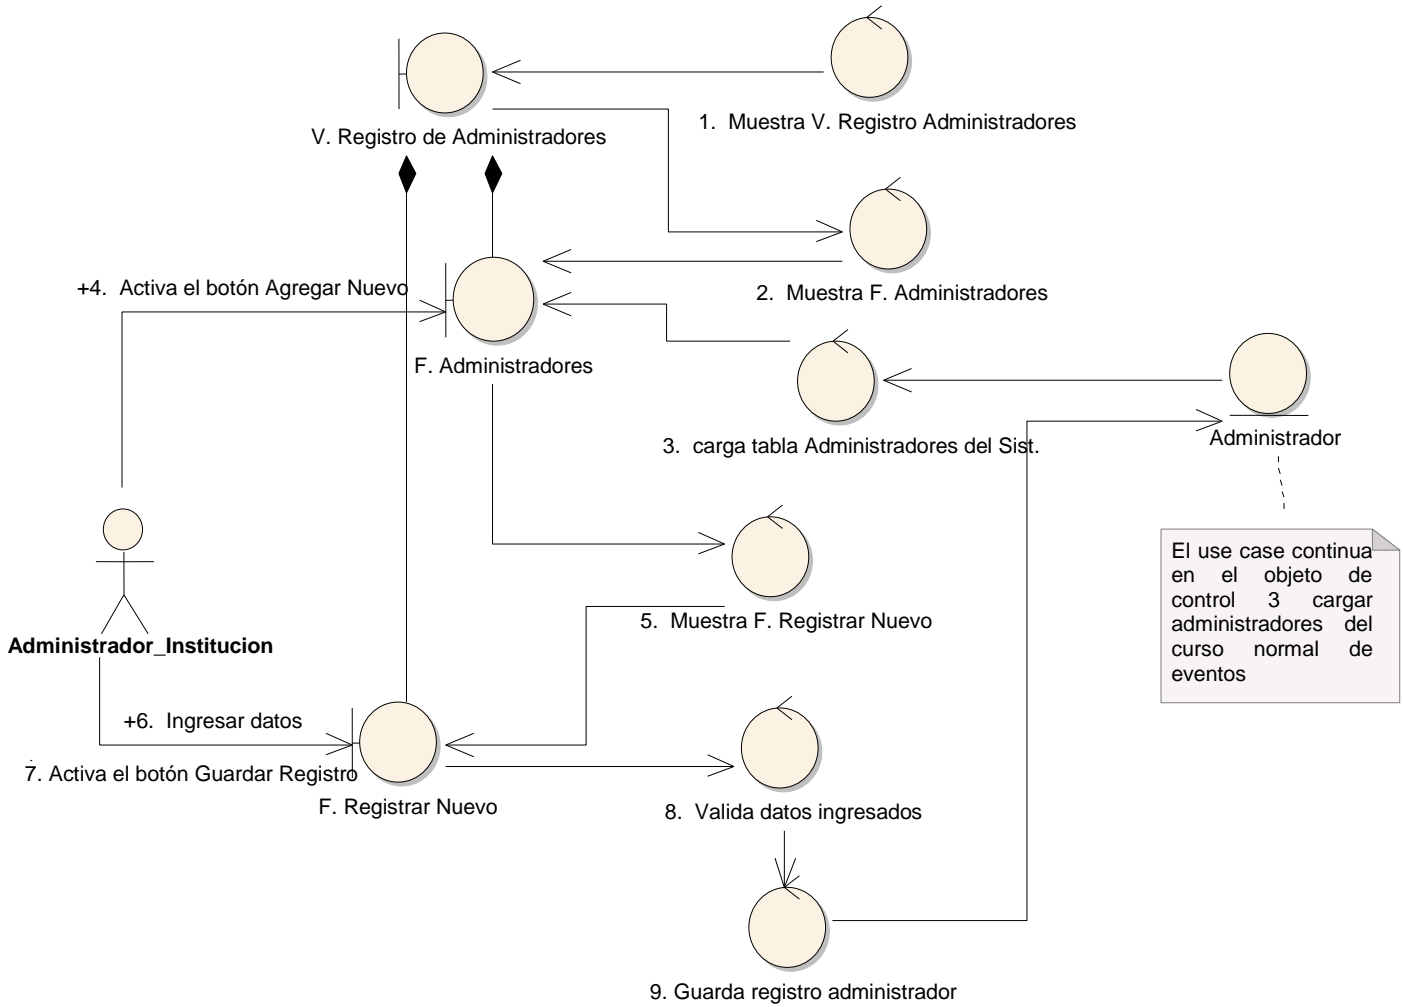 V. Registro de Administradores
1. Muestra V. Registro Administradores
+4. Activa el botón Agregar Nuevo
2. Muestra F. Administradores
F. Administradores
3. carga tabla Administradores del Sist.
Administrador
El use case continua
en el objeto de
control 3 cargar
administradores del
curso normal de
eventos
5. Muestra F. Registrar Nuevo
Administrador_Institucion
+6. Ingresar datos
7. Activa el botón Guardar Registro
F. Registrar Nuevo
8. Valida datos ingresados
9. Guarda registro administrador